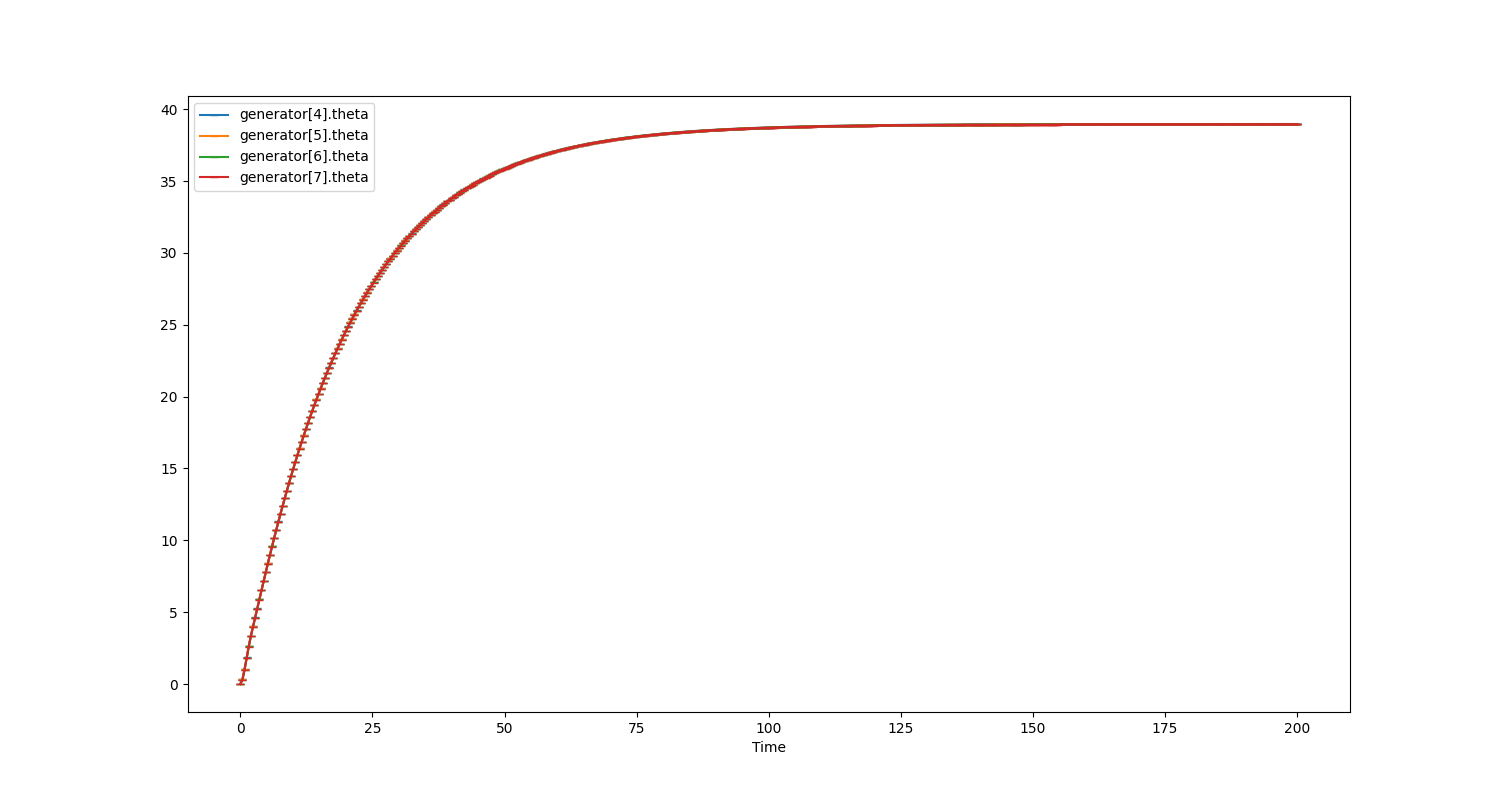 40
35
30
25
20
15
10
5
0
generator[4].theta
generator[5].theta
generator[6].theta
generator[7].theta
0 25 50 75 100 125 150 175 200
Time